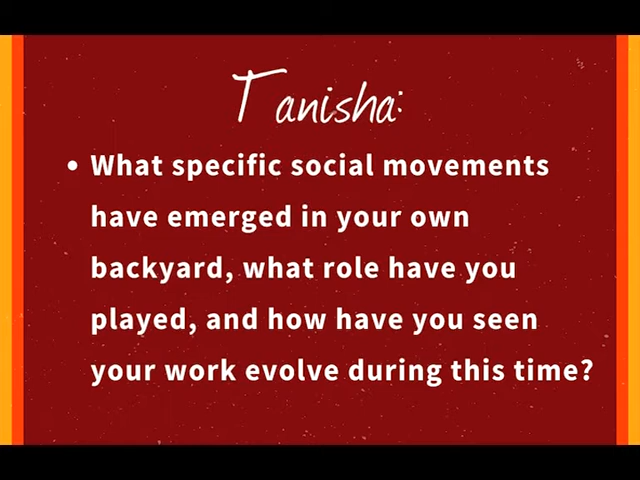 Tanisha:
• What specific social movements
have emerged in your own
backyard, what role have you
played, and how have you seen
your work evolve during this time?